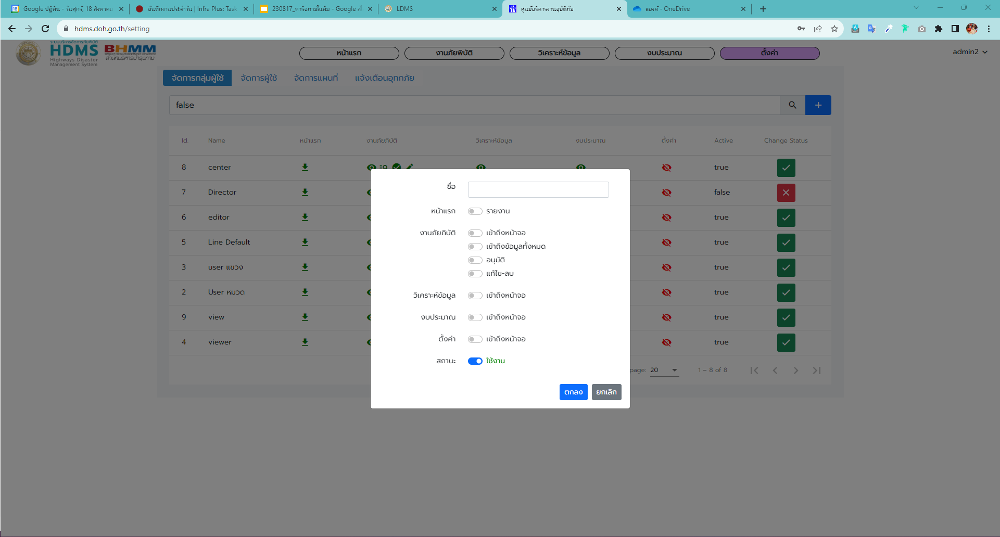 Google ปฏิทิน - วันศุกร์, 18 สิงหาคม
บันทึกงานประจำวัน | Infra Plus: Task
230817_หารือภายในทีม - Google สไ
LDMS
ศูนย์บริหารงานอุบัติภัย
แบงค์ - OneDrive
hdms.doh.go.th/setting
ระบบบริหารจัดการภัยพิบัติ
HDMS
Highways Disaster
Management System
BHMM
BUREAU OF HIGHWAYS MAINTENANCE MANAGEMENT
สำนักบริหารบำรุงทาง
หน้าแรก
งานภัยพิบัติ
วิเคราะห์ข้อมูล
งบประมาณ
ตั้งค่า
admin2
จัดการกลุ่มผู้ใช้ จัดการผู้ใช้ จัดการแผนที่ แจ้งเตือนอุทกภัย
false
Id. Name หน้าแรก งานภัยภิบัติ วิเคราะห์ข้อมูล งบประมาณ ตั้งค่า Active Change Status
8 center true
7 Director false
6 editor true
5 Line Default true
3 user แขวง true
2 User หมวด true
9 view true
4 viewer true
page: 20 1 – 8 of 8
ชื่อ
หน้าแรก รายงาน
งานภัยภิบัติ เข้าถึงหน้าจอ
เข้าถึงข้อมูลทั้งหมด
อนุมัติ
แก้ไข-ลบ
วิเคราะห์ข้อมูล เข้าถึงหน้าจอ
งบประมาณ เข้าถึงหน้าจอ
ตั้งค่า เข้าถึงหน้าจอ
สถานะ ใช้งาน
ตกลง ยกเลิก